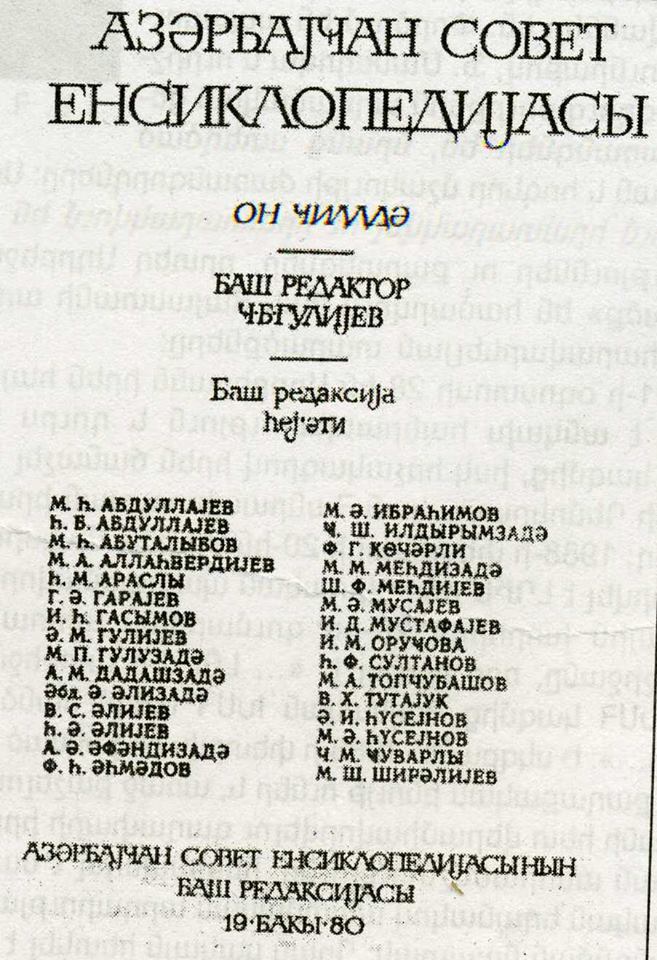 АЗӘРБАЈҸАН СОВЕТ
ЕНСИКЛОПЕДИЈАСЫ
ОН ҸИЛДДӘ
БАШ РЕДАКТОР
Ҹ·Б·ГУЛИЈЕВ
Баш редаксија
һеј'әти
М. Һ. АБДУЛЛАЈЕВ
Һ. Б. АБДУЛЛАЈЕВ
М. Һ. АБУТАЛЫБОВ
М. А. АЛЛАҺВЕРДИЈЕВ
Һ. М. АРАСЛЫ
Г. Ә. ГАРАЈЕВ
И. Һ. ГАСЫМОВ
Ә. М. ГУЛИЈЕВ
М. П. ГУЛУЗАДӘ
А. М. ДАДАШЗАДӘ
Әбд. Ә. ӘЛИЗАДӘ
В. С. ӘЛИЈЕВ
Һ. Ә. ӘЛИЈЕВ
А. Ә. ӘФӘНДИЗАДӘ
Ф. Һ. ӘҺМӘДОВ
М. Ә. ИБРАҺИМОВ
Ҹ. Ш. ИЛДЫРЫМЗАДӘ
Ф. Г. КӨЧӘРЛИ
М. М. МЕҺДИЗАДӘ
Ш. Ф. МЕҺДИЈЕВ
М. Ә. МУСАЈЕВ
И. Д. МУСТАФАЈЕВ
И. М. ОРУҸОВА
Һ. Ф. СУЛТАНОВ
М. А. ТОПЧУБАШОВ
В. Х. ТУТАЈУК
Ә. И. ҺҮСЕЈНОВ
М. Ә. ҺҮСЕЈНОВ
Ҹ. М. ҸУВАРЛЫ
М. Ш. ШИРӘЛИЈЕВ
АЗӘРБАЈҸАН СОВЕТ ЕНСИКЛОПЕДИЈАСЫНЫН
БАШ РЕДАКСИЈАСЫ
19·БАКЫ·80